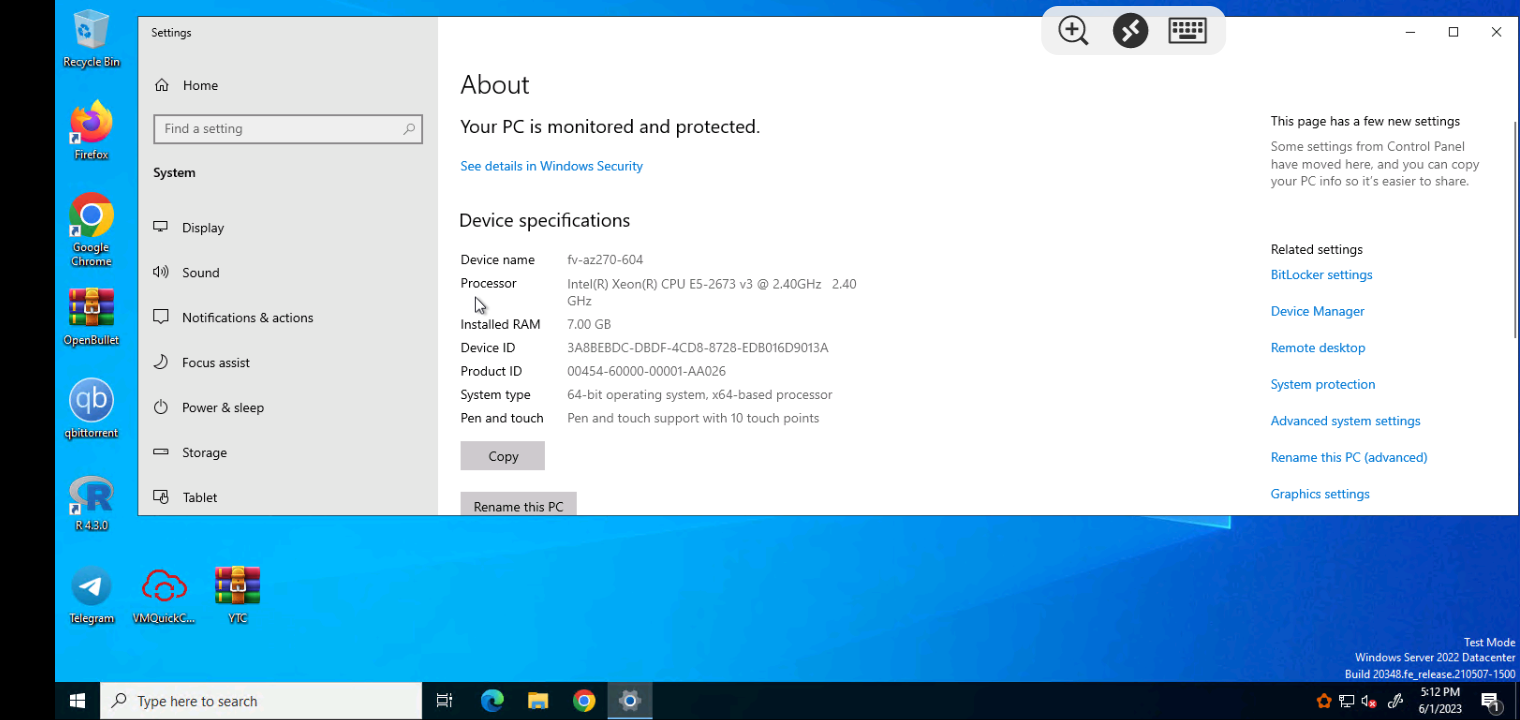 Recycle Bin
Firefox
Google
Chrome
OpenBullet
qb
qbittorrent
R 4.3.0
Telegram
VMQuickC...
YTC
Settings
Home
Find a setting
System
Display
Sound
Notifications & actions
Focus assist
Power & sleep
Storage
Tablet
About
Your PC is monitored and protected.
See details in Windows Security
Device specifications
Device name fv-az270-604
Processor Intel(R) Xeon(R) CPU E5-2673 v3 @ 2.40GHz 2.40
GHz
Installed RAM 7.00 GB
Device ID 3A8BEBDC-DBDF-4CD8-8728-EDB016D9013A
Product ID 00454-60000-00001-AA026
System type 64-bit operating system, x64-based processor
Pen and touch Pen and touch support with 10 touch points
Copy
Rename this PC
This page has a few new settings
Some settings from Control Panel
have moved here, and you can copy
your PC info so it's easier to share.
Related settings
BitLocker settings
Device Manager
Remote desktop
System protection
Advanced system settings
Rename this PC (advanced)
Graphics settings
Test Mode
Windows Server 2022 Datacenter
Build 20348.fe_release.210507-1500
Type here to search
5:12 PM
6/1/2023
1